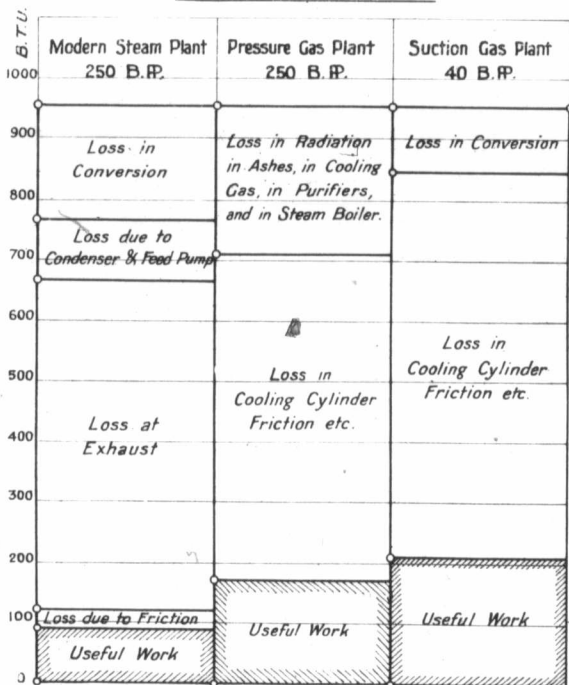 B.T.U.
Modern Steam Plant
250 B.P.
Pressure Gas Plant
250 B.P.
Suction Gas Plant
40 B.P.
1000
900
800
700
600
500
400
300
200
100
0
Loss in
Conversion
Loss due to
Condenser & Feed Pump
Loss at
Exhaust
Loss due to Friction
Useful Work
Loss in Radiation
in Ashes, in Cooling
Gas, in Purifiers,
and in Steam Boiler.
Loss in
Cooling Cylinder
Friction etc.
Useful Work
Loss in Conversion
Loss in
Cooling Cylinder
Friction etc.
Useful Work